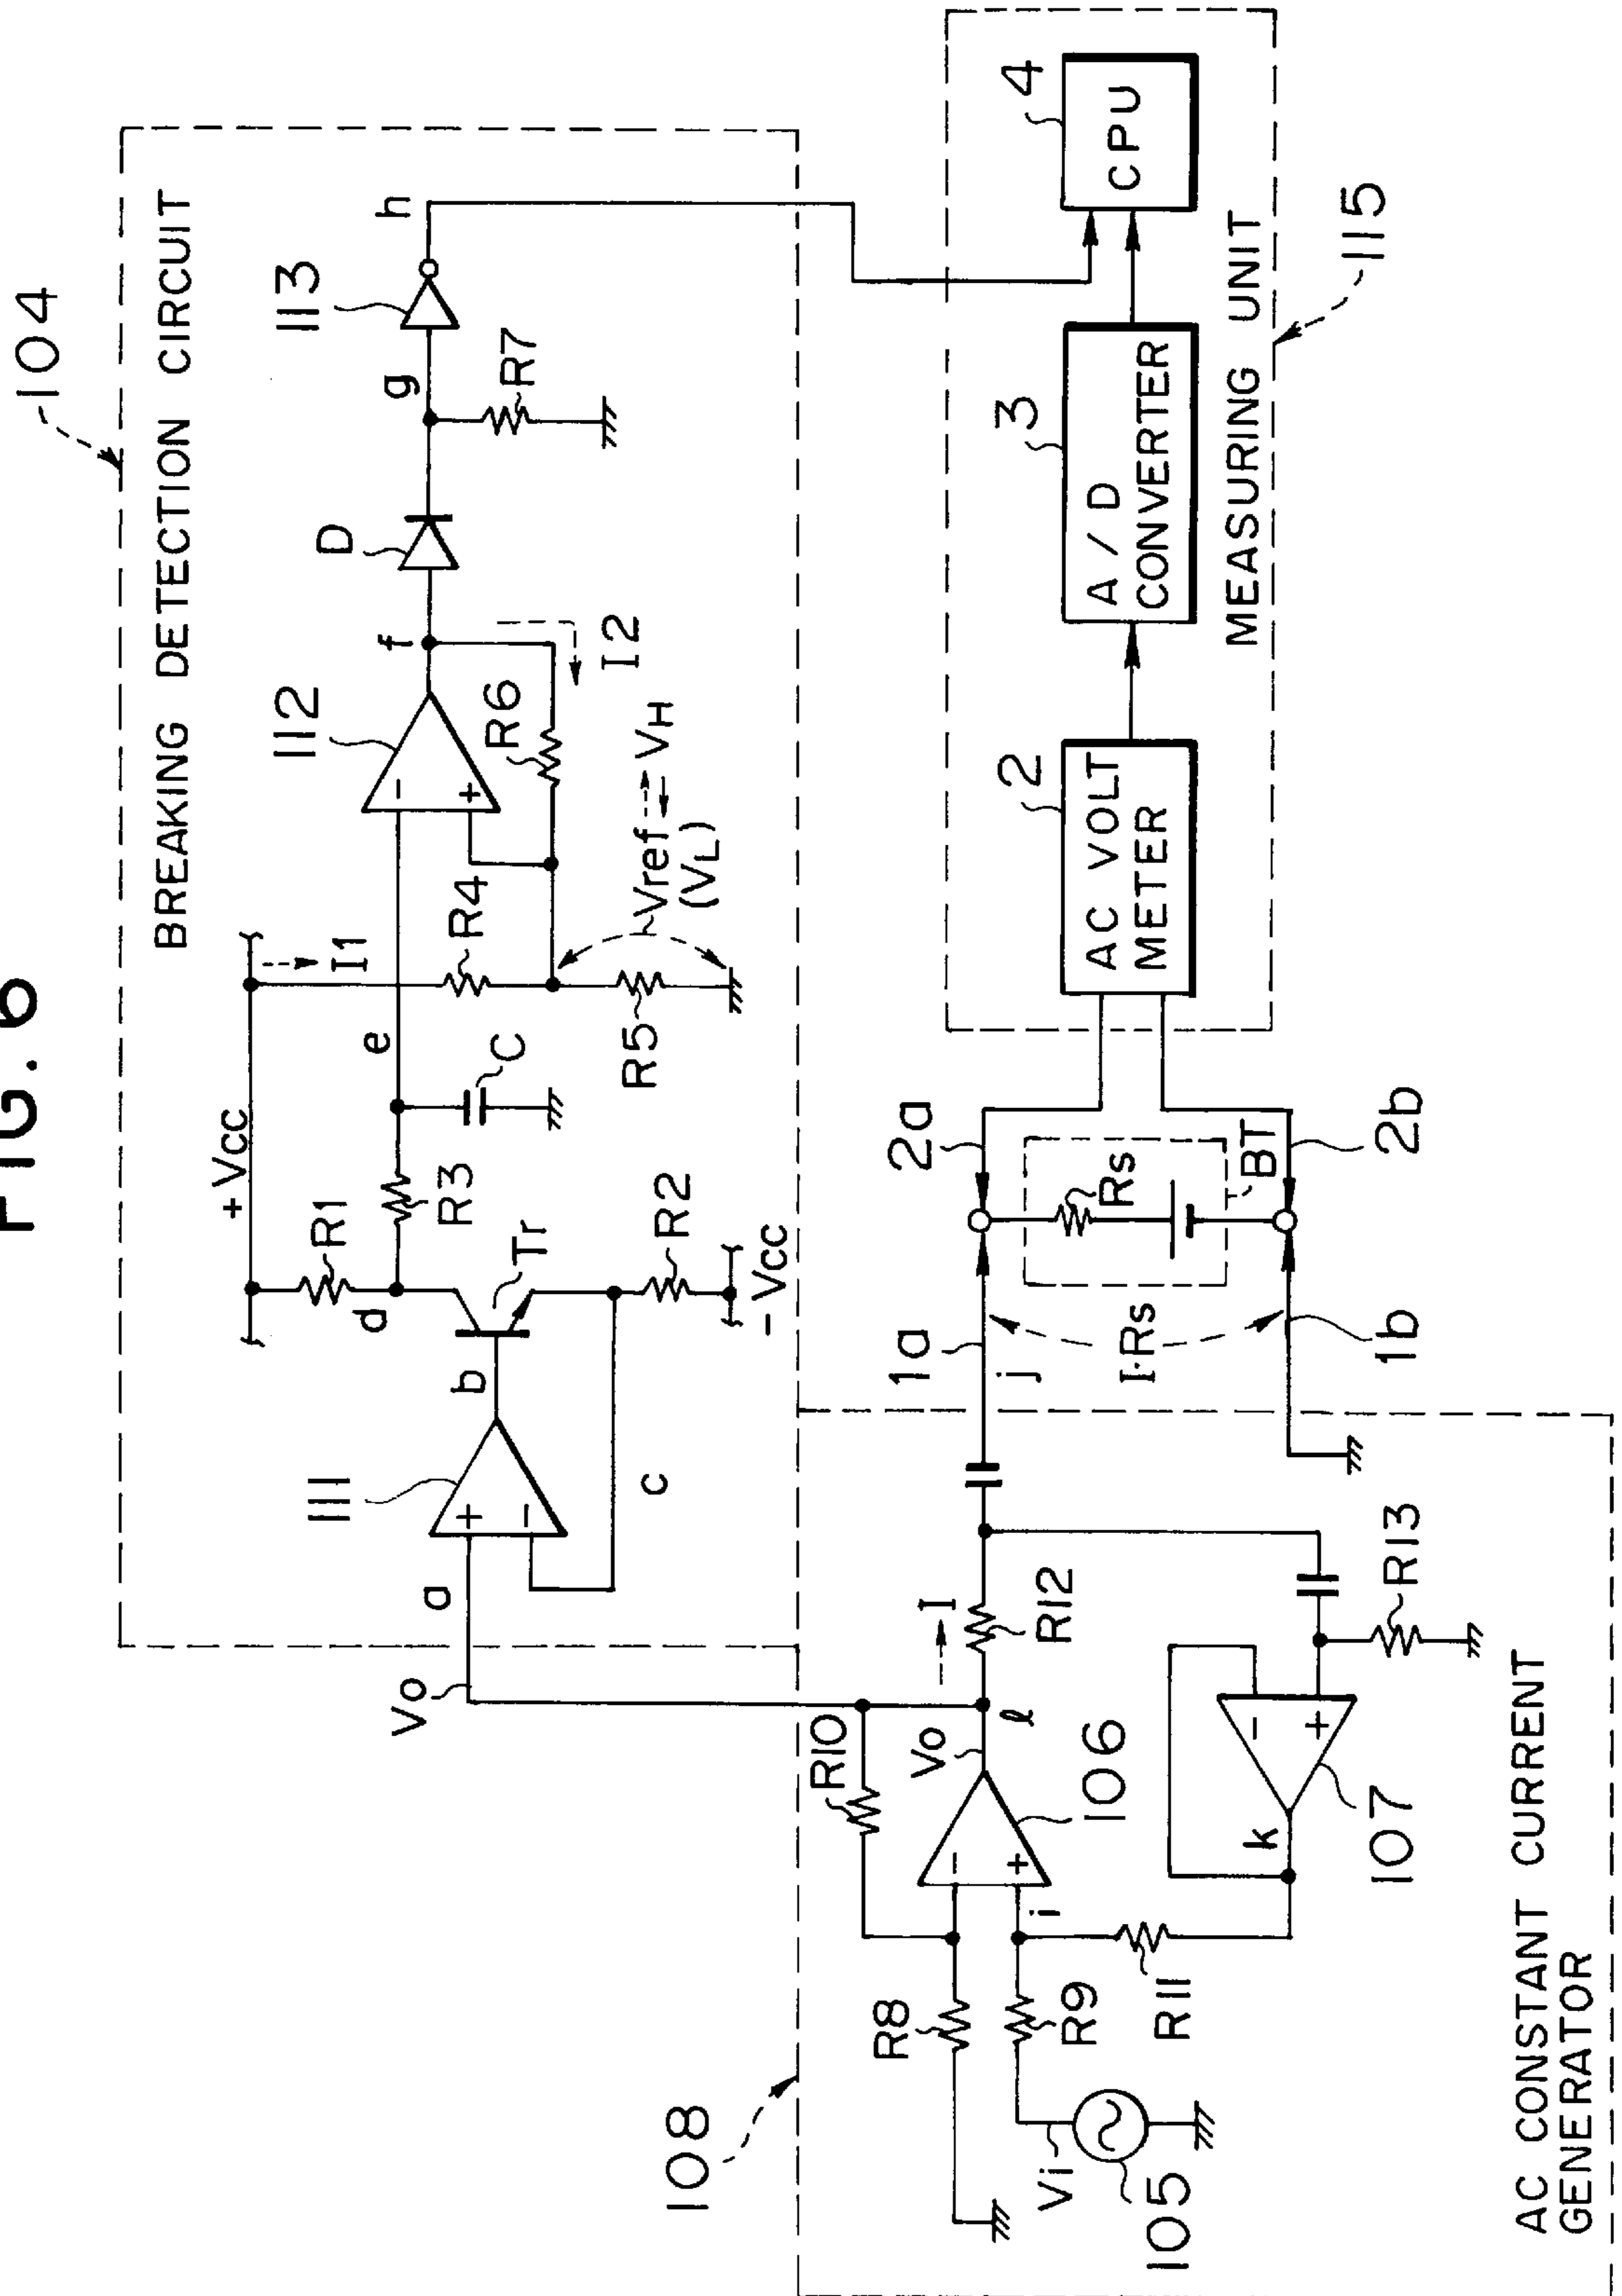 FIG. 6
104
BREAKING DETECTION CIRCUIT
+Vcc
I1
R1
d
R3
e
C
R4
R5
112
-
+
f
R6
I2
Vref
VH
(VL)
D
g
R7
113
h
Tr
b
R2
-Vcc
111
+
-
a
c
Vo
108
R10
Vo
l
I
R12
106
-
+
i
R8
R9
R11
Vi
105
k
107
-
+
R13
AC CONSTANT CURRENT
GENERATOR
1a
j
I·Rs
1b
2a
Rs
BT
2b
2
AC VOLT
METER
3
A/D
CONVERTER
4
CPU
MEASURING UNIT
115